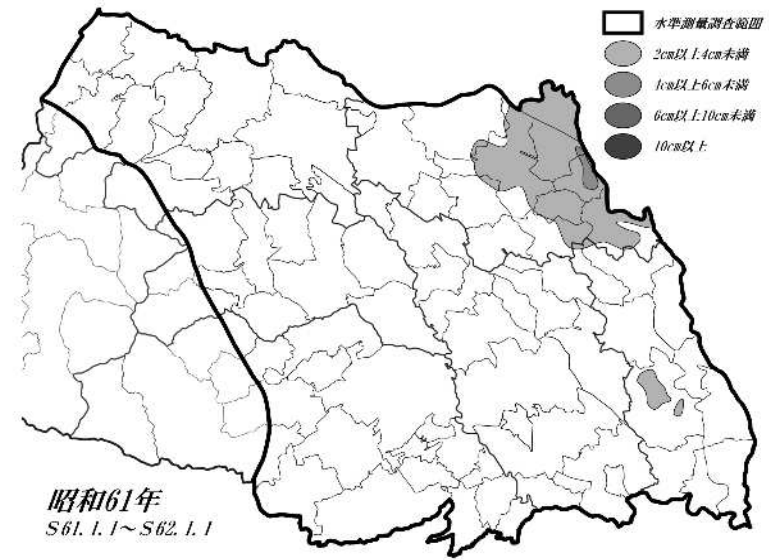 水準測量調査範囲
2cm以上4cm未満
4cm以上6cm未満
6cm以上10cm未満
10cm以上
昭和61年
S61.1.1～S62.1.1